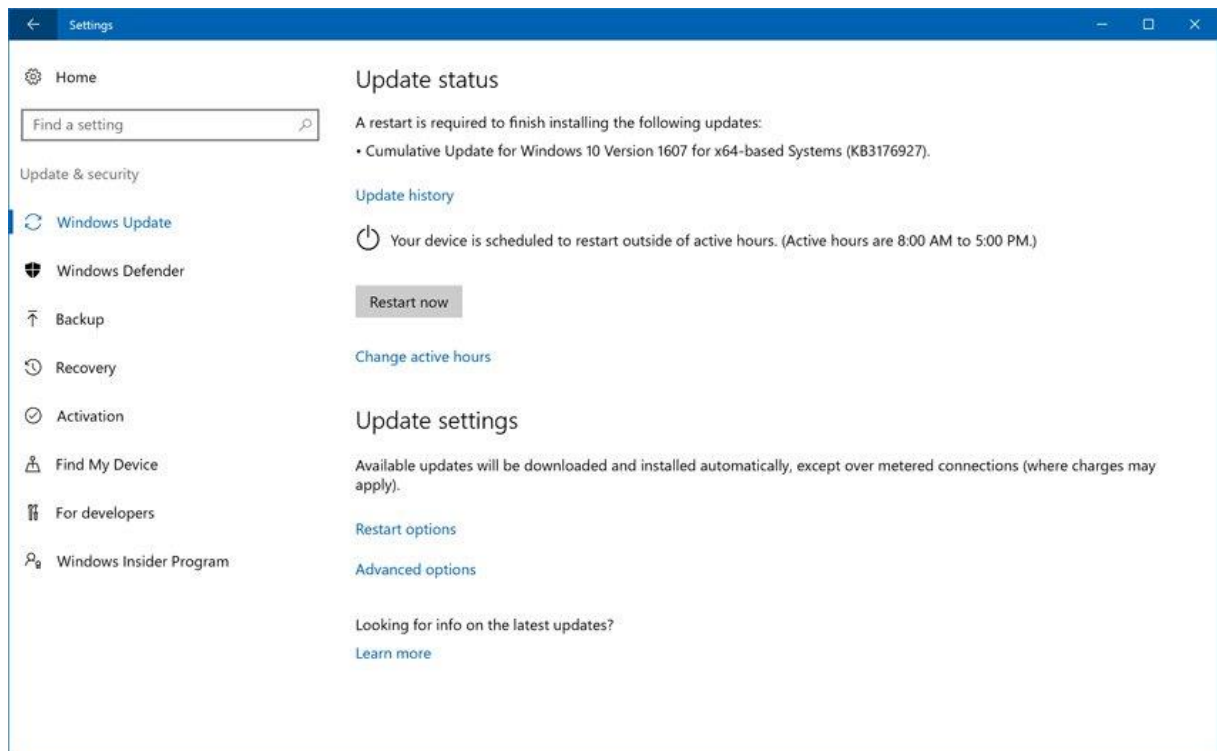 Settings
Home
Find a setting
Update & security
Windows Update
Windows Defender
Backup
Recovery
Activation
Find My Device
For developers
Windows Insider Program
Update status
A restart is required to finish installing the following updates:
• Cumulative Update for Windows 10 Version 1607 for x64-based Systems (KB3176927).
Update history
Your device is scheduled to restart outside of active hours. (Active hours are 8:00 AM to 5:00 PM.)
Restart now
Change active hours
Update settings
Available updates will be downloaded and installed automatically, except over metered connections (where charges may
apply).
Restart options
Advanced options
Looking for info on the latest updates?
Learn more